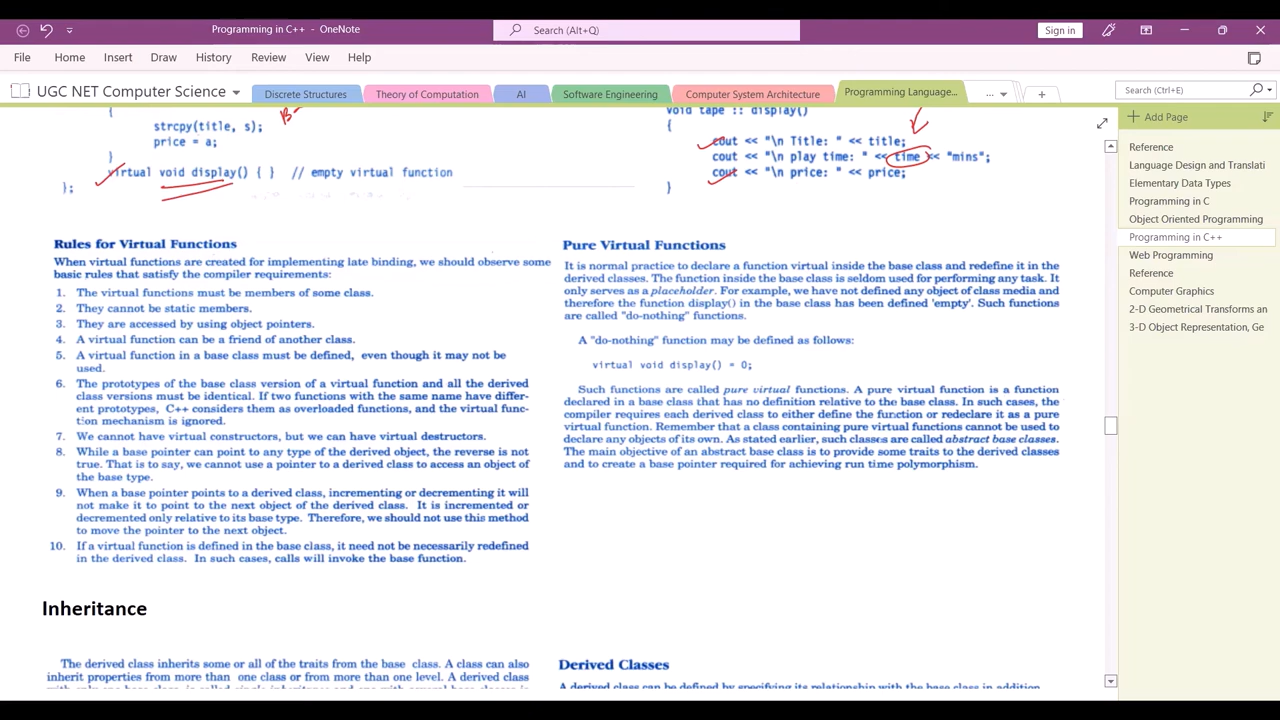 Programming in C++ - OneNote
Search (Alt+Q)
Sign in
File Home Insert Draw History Review View Help
UGC NET Computer Science
Discrete Structures
Theory of Computation
AI
Software Engineering
Computer System Architecture
Programming Language...
...
Search (Ctrl+E)
{
strcpy(title, s);
price = a;
}
virtual void display() { } // empty virtual function
};
void tape :: display()
{
cout << "\n Title: " << title;
cout << "\n play time: " << time << "mins";
cout << "\n price: " << price;
}
Rules for Virtual Functions
When virtual functions are created for implementing late binding, we should observe some
basic rules that satisfy the compiler requirements:
1. The virtual functions must be members of some class.
2. They cannot be static members.
3. They are accessed by using object pointers.
4. A virtual function can be a friend of another class.
5. A virtual function in a base class must be defined, even though it may not be
used.
6. The prototypes of the base class version of a virtual function and all the derived
class versions must be identical. If two functions with the same name have differ-
ent prototypes, C++ considers them as overloaded functions, and the virtual func-
tion mechanism is ignored.
7. We cannot have virtual constructors, but we can have virtual destructors.
8. While a base pointer can point to any type of the derived object, the reverse is not
true. That is to say, we cannot use a pointer to a derived class to access an object of
the base type.
9. When a base pointer points to a derived class, incrementing or decrementing it will
not make it to point to the next object of the derived class. It is incremented or
decremented only relative to its base type. Therefore, we should not use this method
to move the pointer to the next object.
10. If a virtual function is defined in the base class, it need not be necessarily redefined
in the derived class. In such cases, calls will invoke the base function.
Pure Virtual Functions
It is normal practice to declare a function virtual inside the base class and redefine it in the
derived classes. The function inside the base class is seldom used for performing any task. It
only serves as a placeholder. For example, we have not defined any object of class media and
therefore the function display() in the base class has been defined 'empty'. Such functions
are called "do-nothing" functions.
A "do-nothing" function may be defined as follows:
virtual void display() = 0;
Such functions are called pure virtual functions. A pure virtual function is a function
declared in a base class that has no definition relative to the base class. In such cases, the
compiler requires each derived class to either define the function or redeclare it as a pure
virtual function. Remember that a class containing pure virtual functions cannot be used to
declare any objects of its own. As stated earlier, such classes are called abstract base classes.
The main objective of an abstract base class is to provide some traits to the derived classes
and to create a base pointer required for achieving run time polymorphism.
Inheritance
The derived class inherits some or all of the traits from the base class. A class can also
inherit properties from more than one class or from more than one level. A derived
Derived Classes
A derived class can be defined by specifying its relationship with the base class in addition
Add Page
Reference
Language Design and Translati
Elementary Data Types
Programming in C
Object Oriented Programming
Programming in C++
Web Programming
Reference
Computer Graphics
2-D Geometrical Transforms an
3-D Object Representation, Ge